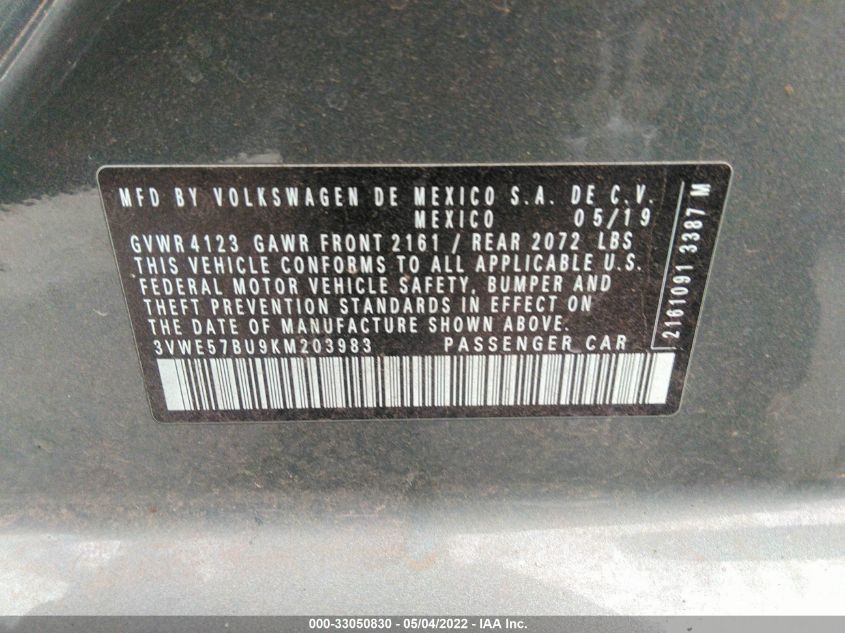 MFD BY VOLKSWAGEN DE MEXICO S.A. DE C.V.
MEXICO 05/19
GVWR 4123 GAWR FRONT 2161 / REAR 2072 LBS
THIS VEHICLE CONFORMS TO ALL APPLICABLE U.S.
FEDERAL MOTOR VEHICLE SAFETY, BUMPER AND
THEFT PREVENTION STANDARDS IN EFFECT ON
THE DATE OF MANUFACTURE SHOWN ABOVE.
3VWE57BU9KM203983 PASSENGER CAR
2161091 3387 M
000-33050830 - 05/04/2022 - IAA Inc.